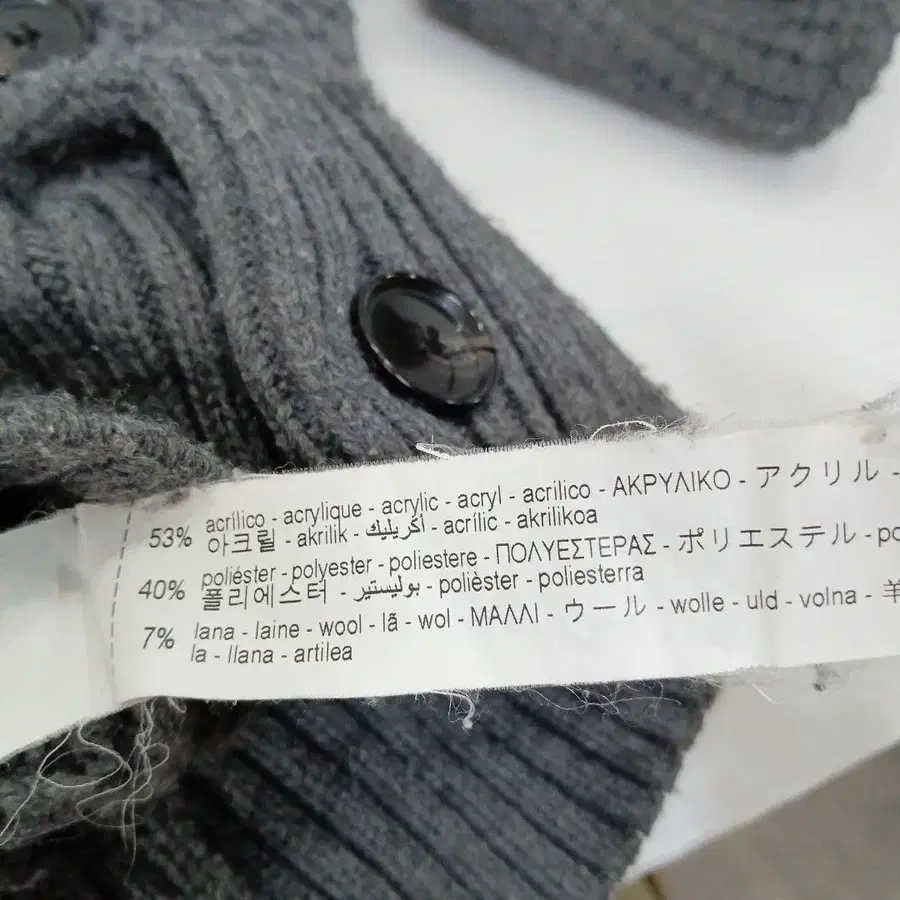 53% acrílico - acrylique - acrylic - acryl - acrilico - ΑΚΡΥΛΙΚΟ - アクリル -
아크릴 - akrilik - أكريليك - acrílic - akrilikoa
40% poliéster - polyester - poliestere - ΠΟΛΥΕΣΤΕΡΑΣ - ポリエステル - po
폴리에스터 - بوليستير - polièster - poliesterra
7% lana - laine - wool - lã - wol - ΜΑΛΛΙ - ウール - wolle - uld - volna - 羊
la - llana - artilea